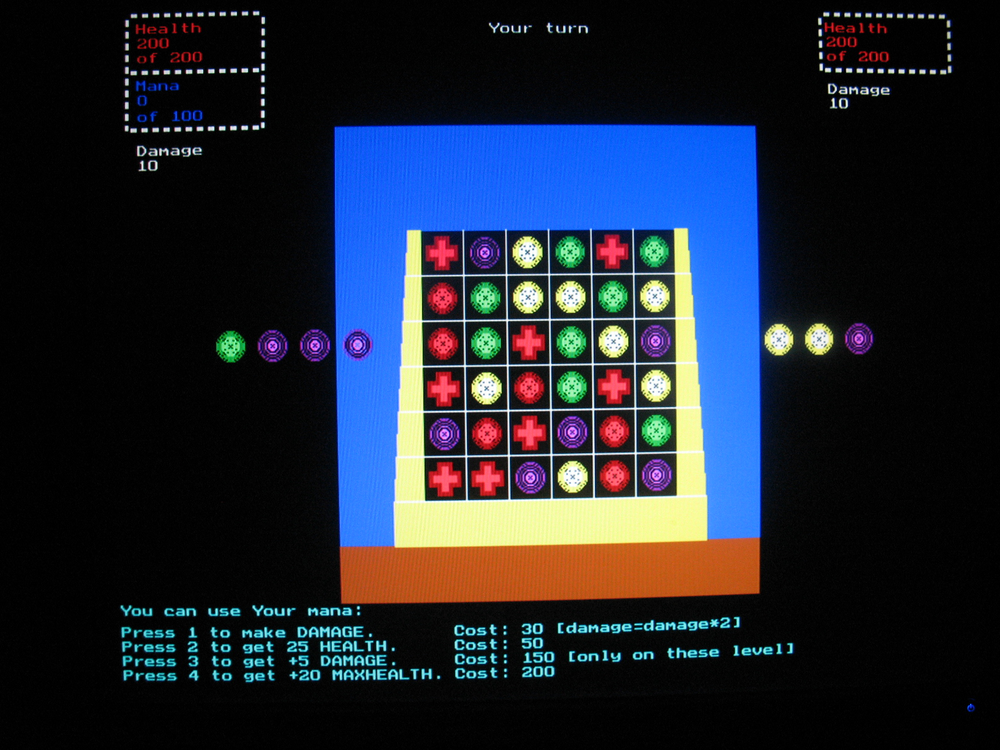 Your turn
Health
200
of 200
Mana
0
of 100
Damage
10
Health
200
of 200
Damage
10
You can use Your mana:
Press 1 to make DAMAGE. Cost: 30 [damage=damage*2]
Press 2 to get 25 HEALTH. Cost: 50
Press 3 to get +5 DAMAGE. Cost: 150 [only on these level]
Press 4 to get +20 MAXHEALTH. Cost: 200